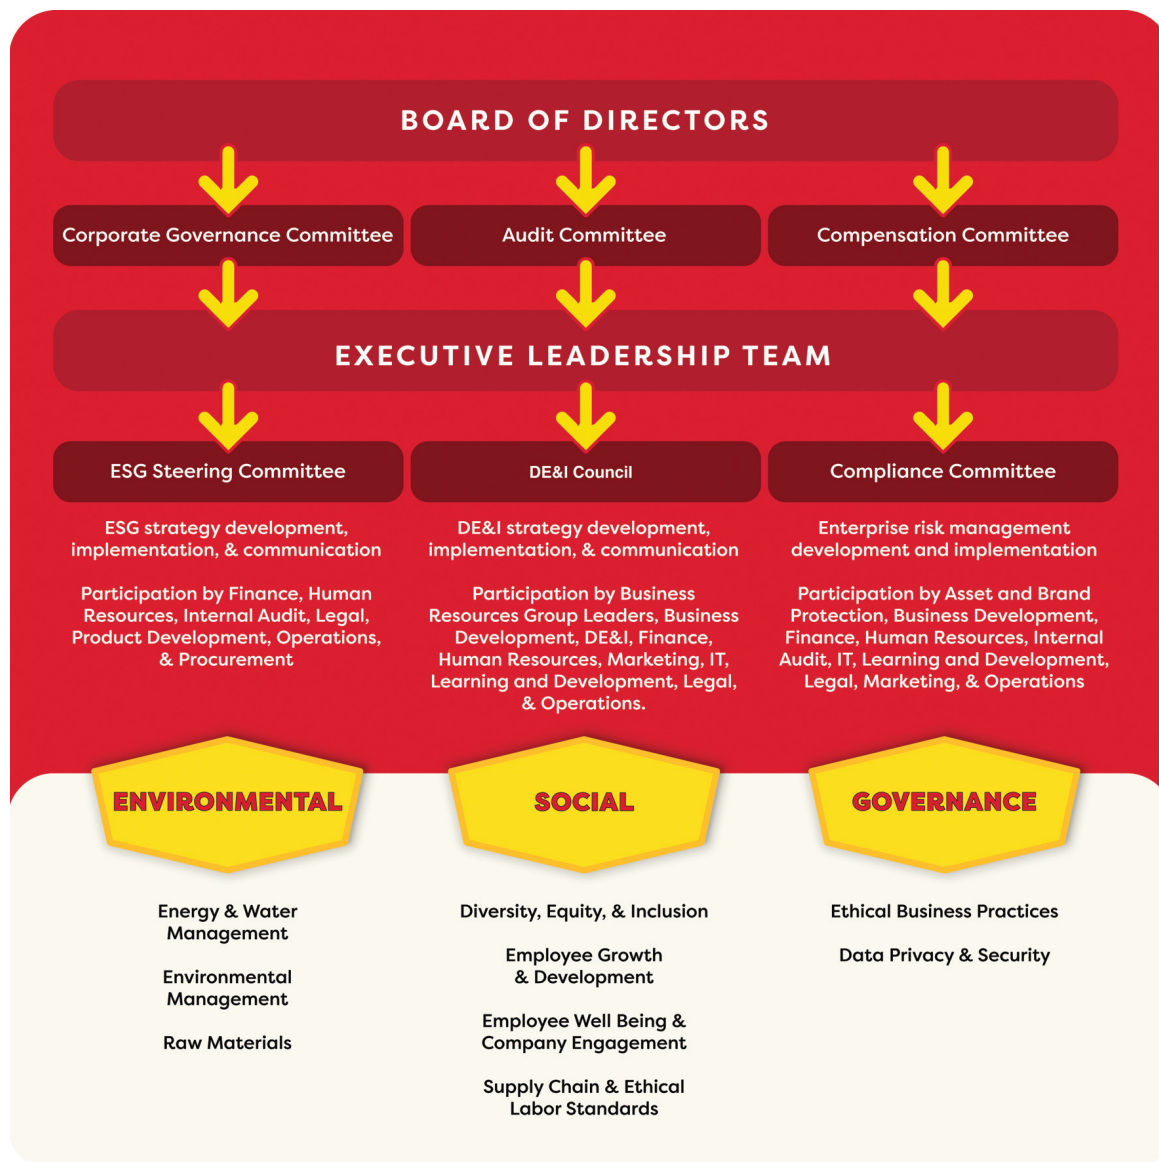 BOARD OF DIRECTORS
Corporate Governance Committee
Audit Committee
Compensation Committee
EXECUTIVE LEADERSHIP TEAM
ESG Steering Committee
DE&I Council
Compliance Committee
ESG strategy development,
implementation, & communication
Participation by Finance, Human
Resources, Internal Audit, Legal,
Product Development, Operations,
& Procurement
DE&I strategy development,
implementation, & communication
Participation by Business
Resources Group Leaders, Business
Development, DE&I, Finance,
Human Resources, Marketing, IT,
Learning and Development, Legal,
& Operations.
Enterprise risk management
development and implementation
Participation by Asset and Brand
Protection, Business Development,
Finance, Human Resources, Internal
Audit, IT, Learning and Development,
Legal, Marketing, & Operations
ENVIRONMENTAL
Energy & Water
Management
Environmental
Management
Raw Materials
SOCIAL
Diversity, Equity, & Inclusion
Employee Growth
& Development
Employee Well Being &
Company Engagement
Supply Chain & Ethical
Labor Standards
GOVERNANCE
Ethical Business Practices
Data Privacy & Security